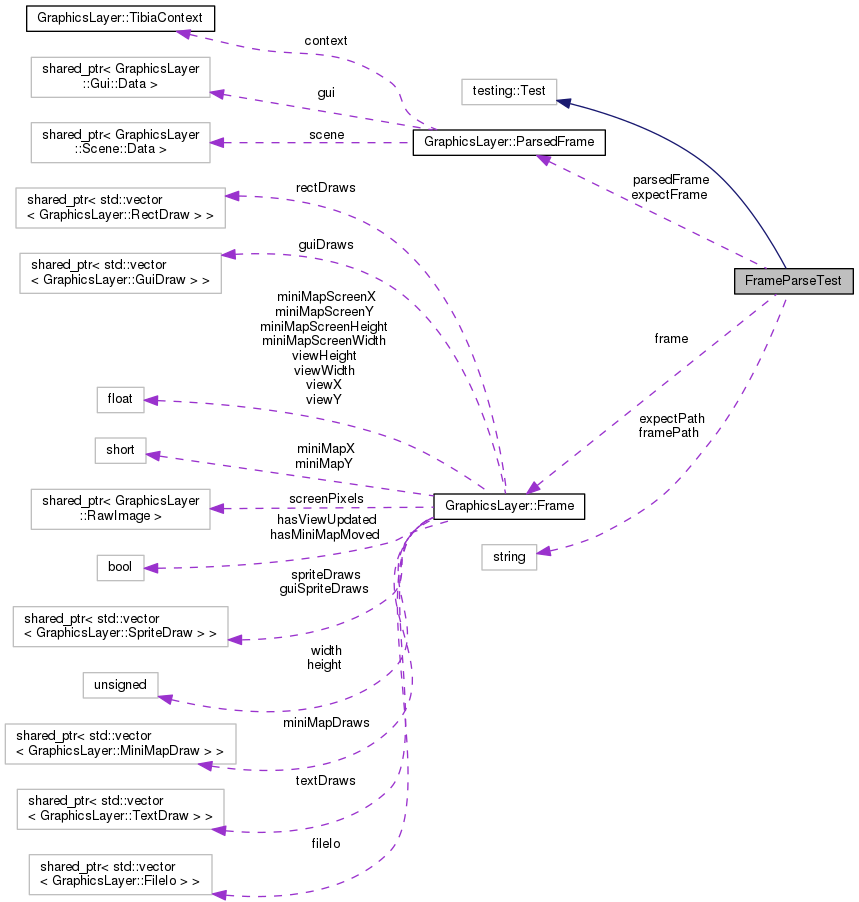 GraphicsLayer::TibiaContext
context
shared_ptr< GraphicsLayer
::Gui::Data >
gui
testing::Test
shared_ptr< GraphicsLayer
::Scene::Data >
scene
GraphicsLayer::ParsedFrame
parsedFrame
expectFrame
shared_ptr< std::vector
< GraphicsLayer::RectDraw > >
rectDraws
shared_ptr< std::vector
< GraphicsLayer::GuiDraw > >
guiDraws
FrameParseTest
miniMapScreenX
miniMapScreenY
miniMapScreenHeight
miniMapScreenWidth
viewHeight
viewWidth
viewX
viewY
frame
float
expectPath
framePath
short
miniMapX
miniMapY
shared_ptr< GraphicsLayer
::RawImage >
screenPixels
GraphicsLayer::Frame
hasViewUpdated
hasMiniMapMoved
bool
string
spriteDraws
guiSpriteDraws
shared_ptr< std::vector
< GraphicsLayer::SpriteDraw > >
width
height
unsigned
miniMapDraws
shared_ptr< std::vector
< GraphicsLayer::MiniMapDraw > >
textDraws
shared_ptr< std::vector
< GraphicsLayer::TextDraw > >
fileIo
shared_ptr< std::vector
< GraphicsLayer::FileIo > >